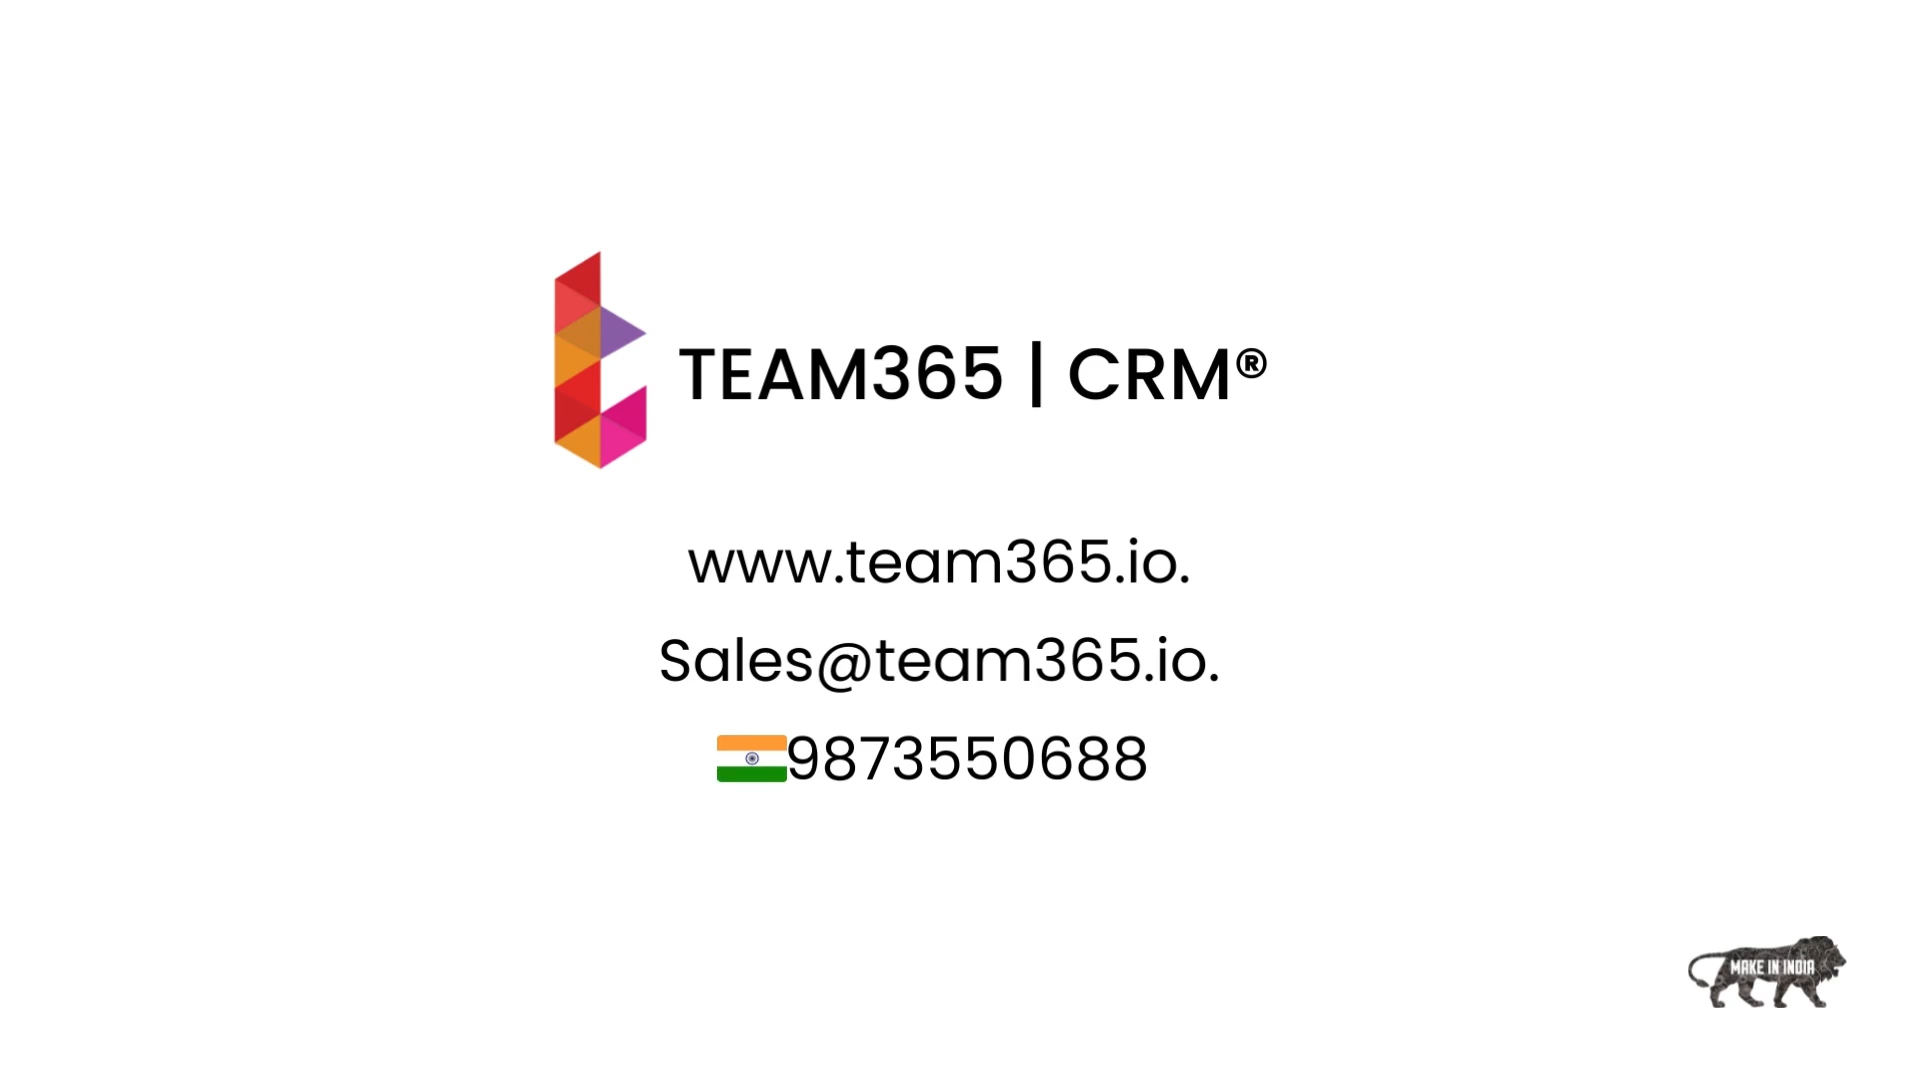 TEAM365 | CRM®
www.team365.io.
Sales@team365.io.
9873550688
MAKE IN INDIA